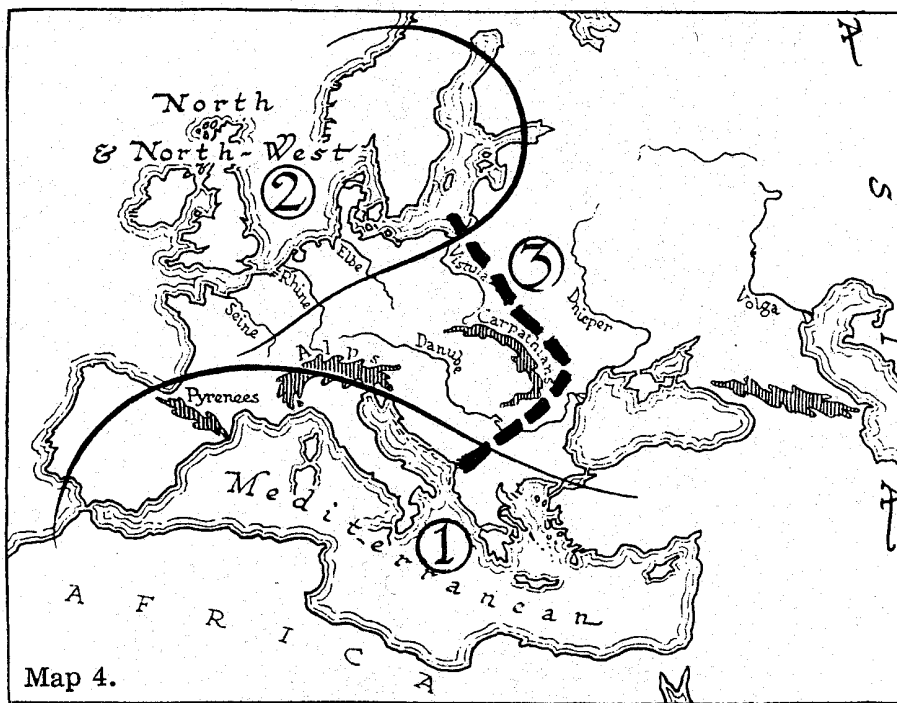 North
& North-West
2
Elbe
Rhine
Seine
Vistula
3
Dnieper
Volga
Carpathians
Danube
Alps
Pyrenees
Mediterranean
1
AFRICA
ASIA
Map 4.